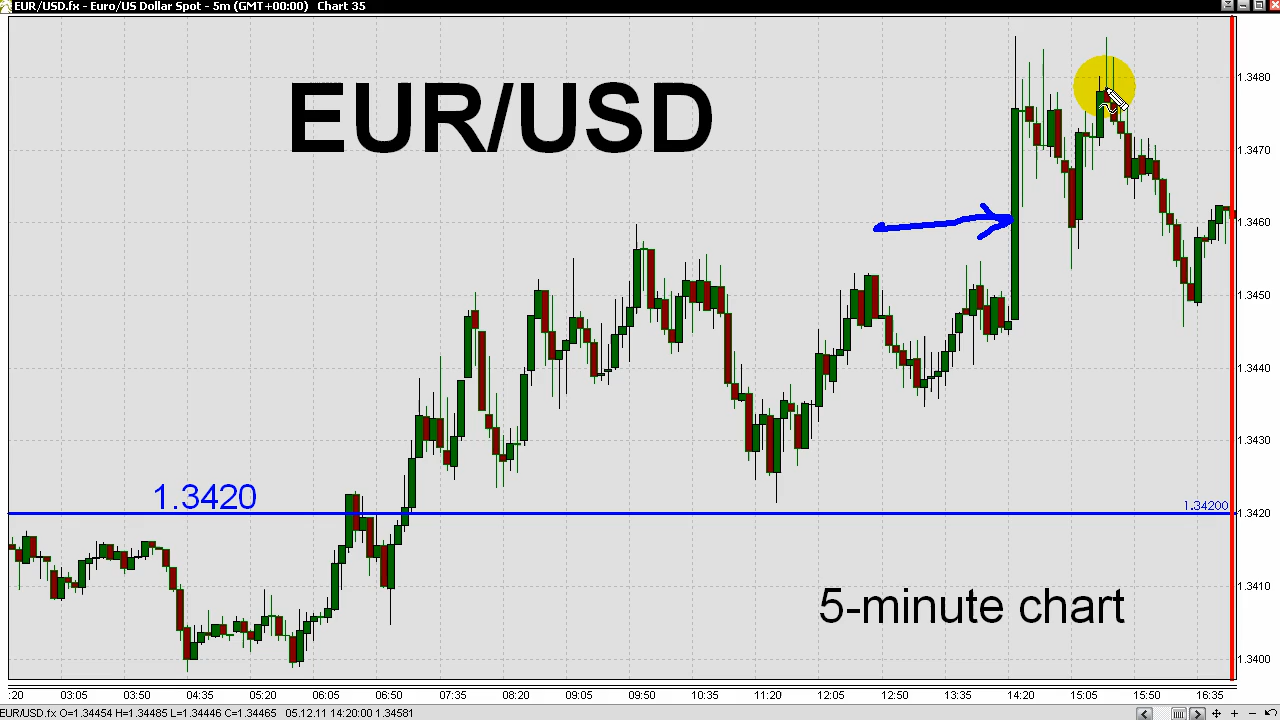 EUR/USD.fx - Euro/US Dollar Spot - 5m (GMT+00:00) Chart 35
EUR/USD
1.3480
1.3470
1.3460
1.3450
1.3440
1.3430
1.3420
1.34200
1.3420
1.3410
5-minute chart
1.3400
:20 03:05 03:50 04:35 05:20 06:05 06:50 07:35 08:20 09:05 09:50 10:35 11:20 12:05 12:50 13:35 14:20 15:05 15:50 16:35
EUR/USD.fx O=1.34454 H=1.34485 L=1.34446 C=1.34465 05.12.11 14:20:00 1.34581